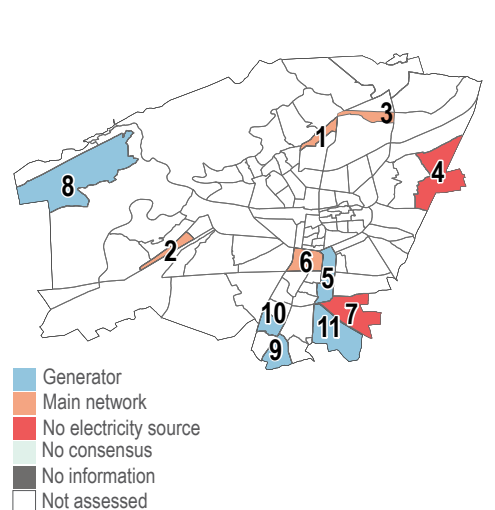 3
1
4
8
2
6
5
10
7
11
9
Generator
Main network
No electricity source
No consensus
No information
Not assessed